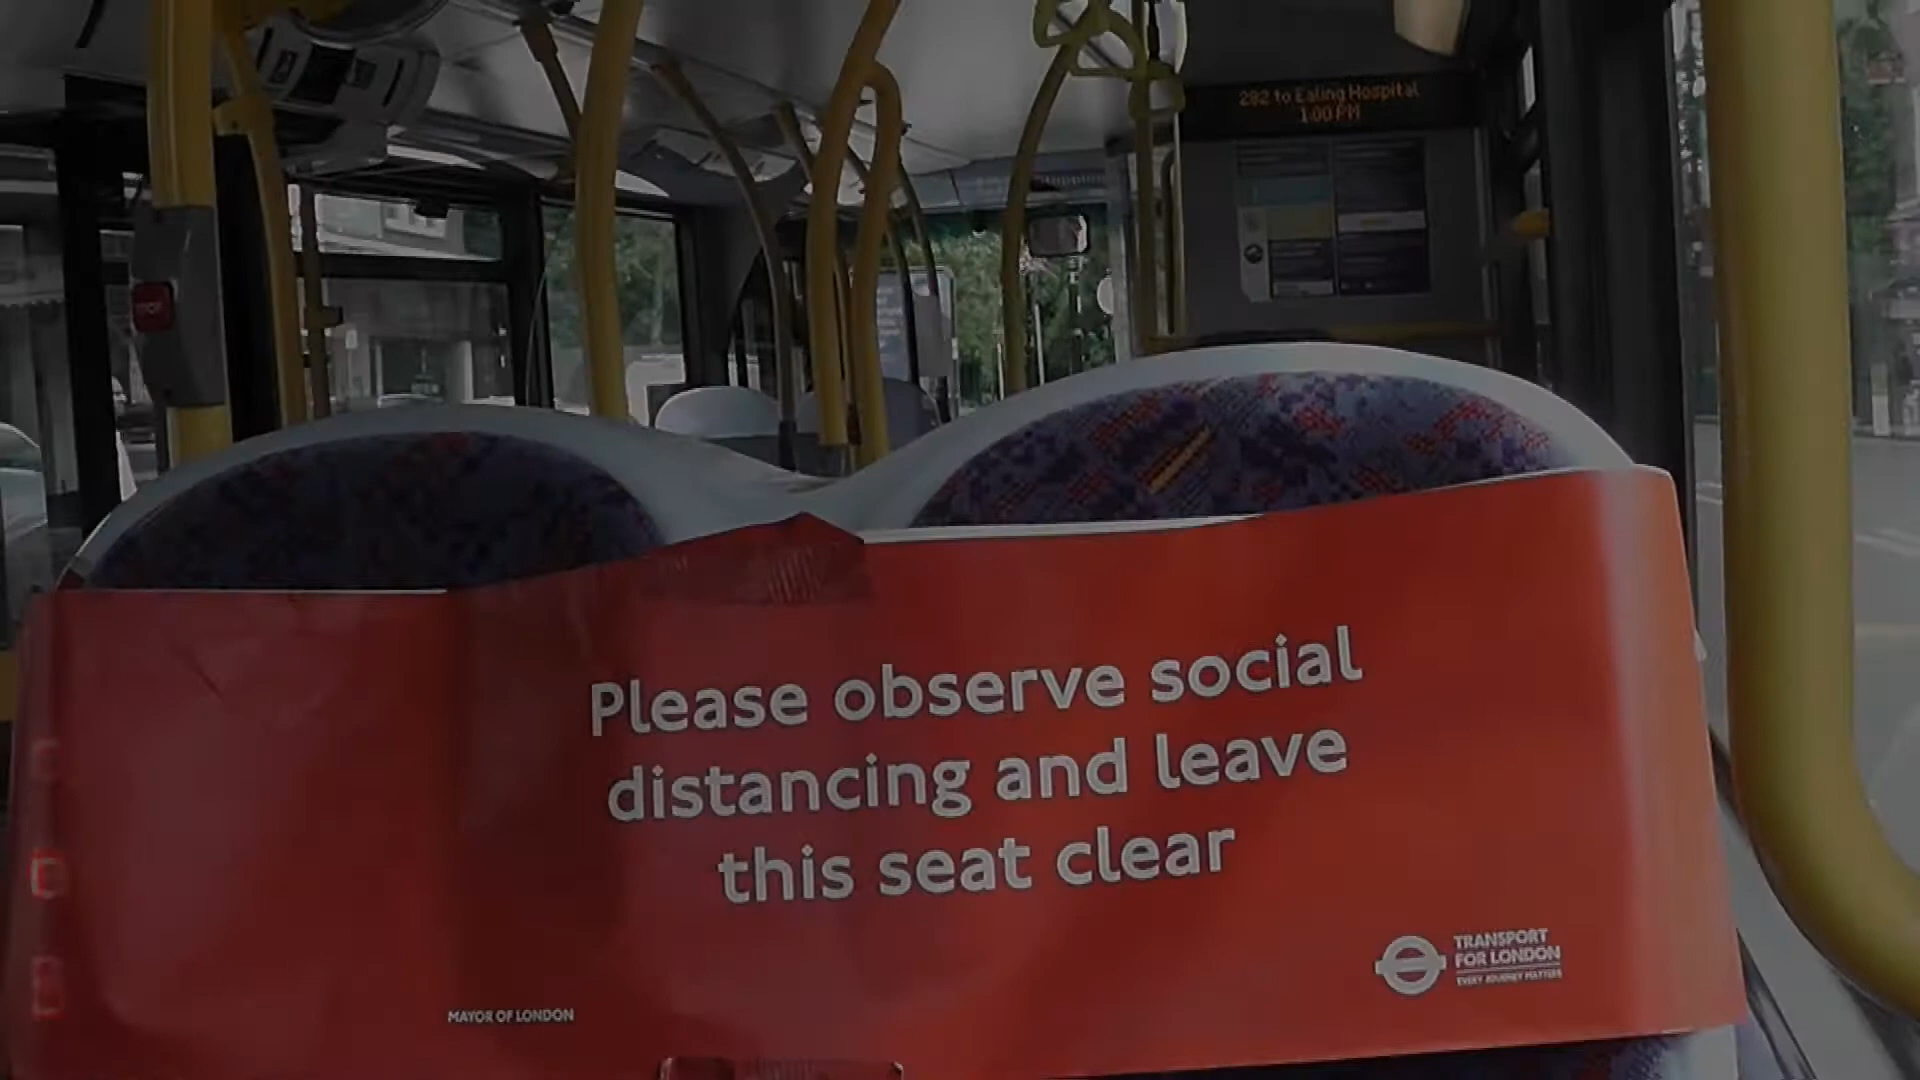 282 to Ealing Hospital
1:00 PM
STOP
Please observe social
distancing and leave
this seat clear
TRANSPORT
FOR LONDON
EVERY JOURNEY MATTERS
MAYOR OF LONDON